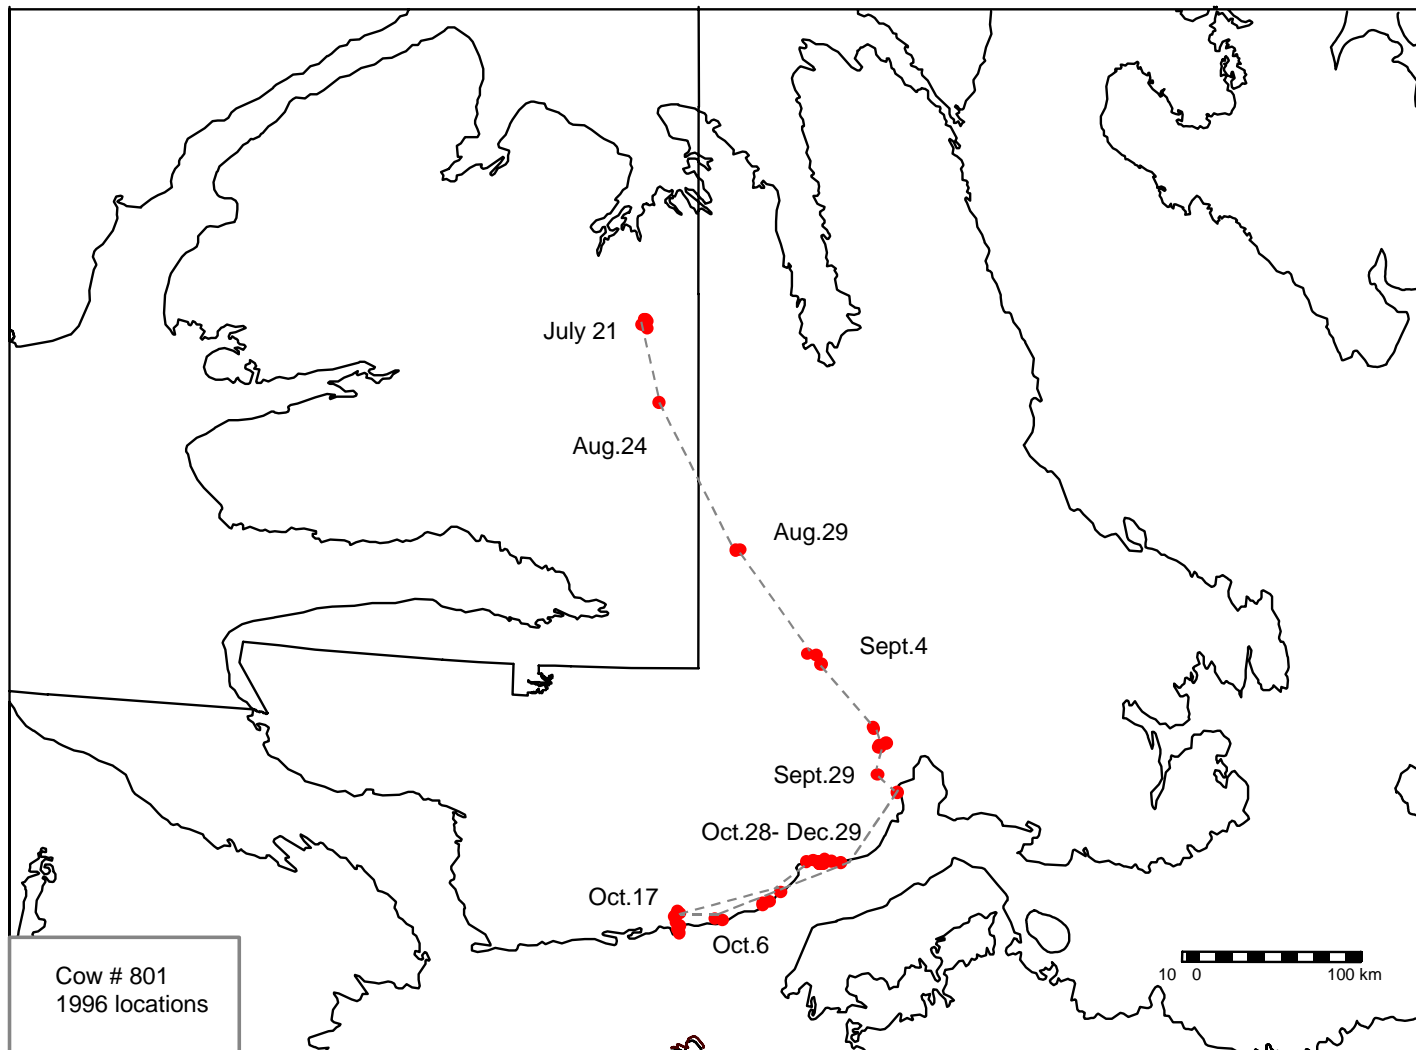 July 21
Aug.24
Aug.29
Sept.4
Sept.29
Oct.28- Dec.29
Oct.17
Oct.6
Cow # 801
1996 locations
10 0 100 km